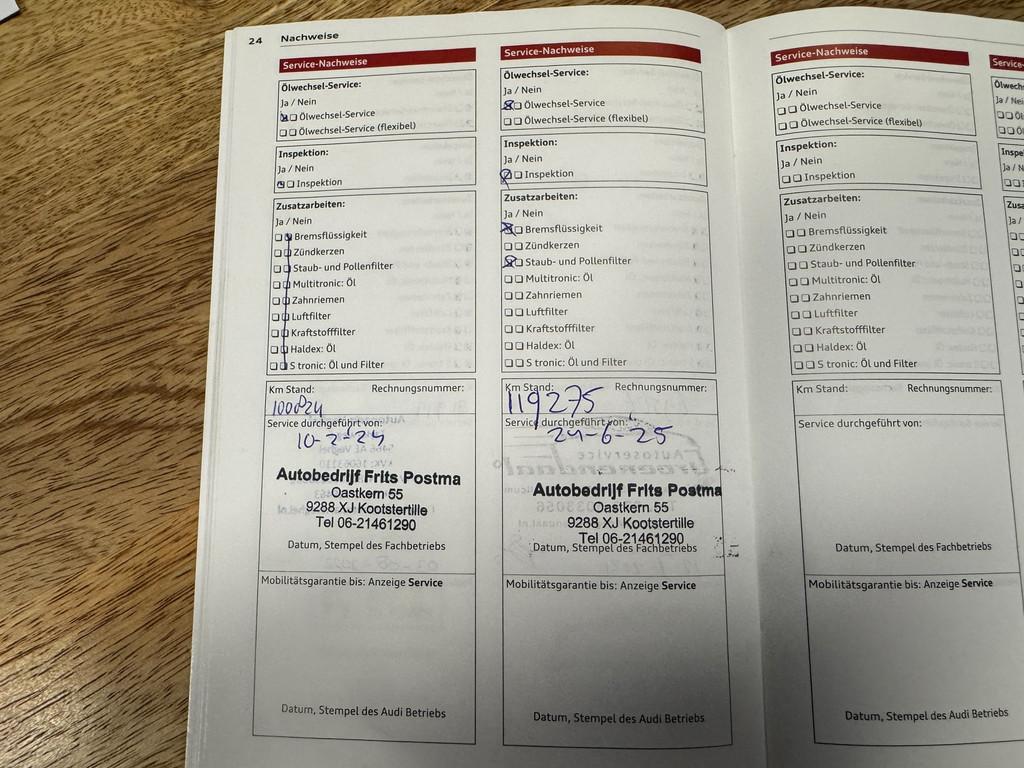 24 Nachweise
Service-Nachweise
Ölwechsel-Service:
Ja / Nein
Ölwechsel-Service
Ölwechsel-Service (flexibel)
Inspektion:
Ja / Nein
Inspektion
Zusatzarbeiten:
Ja / Nein
Bremsflüssigkeit
Zündkerzen
Staub- und Pollenfilter
Multitronic: Öl
Zahnriemen
Luftfilter
Kraftstofffilter
Haldex: Öl
S tronic: Öl und Filter
Km Stand: Rechnungsnummer:
Service durchgeführt von:
10-2-24
Autobedrijf Frits Postma
Oastkern 55
9288 XJ Kootstertille
Tel 06-21461290
Datum, Stempel des Fachbetriebs
Mobilitätsgarantie bis: Anzeige Service
Datum, Stempel des Audi Betriebs
Service-Nachweise
Ölwechsel-Service:
Ja / Nein
Ölwechsel-Service
Ölwechsel-Service (flexibel)
Inspektion:
Ja / Nein
Inspektion
Zusatzarbeiten:
Ja / Nein
Bremsflüssigkeit
Zündkerzen
Staub- und Pollenfilter
Multitronic: Öl
Zahnriemen
Luftfilter
Kraftstofffilter
Haldex: Öl
S tronic: Öl und Filter
Km Stand: Rechnungsnummer:
119275
Service durchgeführt von:
24-6-25
Autobedrijf Frits Postma
Oastkern 55
9288 XJ Kootstertille
Tel 06-21461290
Datum, Stempel des Fachbetriebs
Mobilitätsgarantie bis: Anzeige Service
Datum, Stempel des Audi Betriebs
Service-Nachweise
Ölwechsel-Service:
Ja / Nein
Ölwechsel-Service
Ölwechsel-Service (flexibel)
Inspektion:
Ja / Nein
Inspektion
Zusatzarbeiten:
Ja / Nein
Bremsflüssigkeit
Zündkerzen
Staub- und Pollenfilter
Multitronic: Öl
Zahnriemen
Luftfilter
Kraftstofffilter
Haldex: Öl
S tronic: Öl und Filter
Km Stand: Rechnungsnummer:
Service durchgeführt von:
Datum, Stempel des Fachbetriebs
Mobilitätsgarantie bis: Anzeige Service
Datum, Stempel des Audi Betriebs